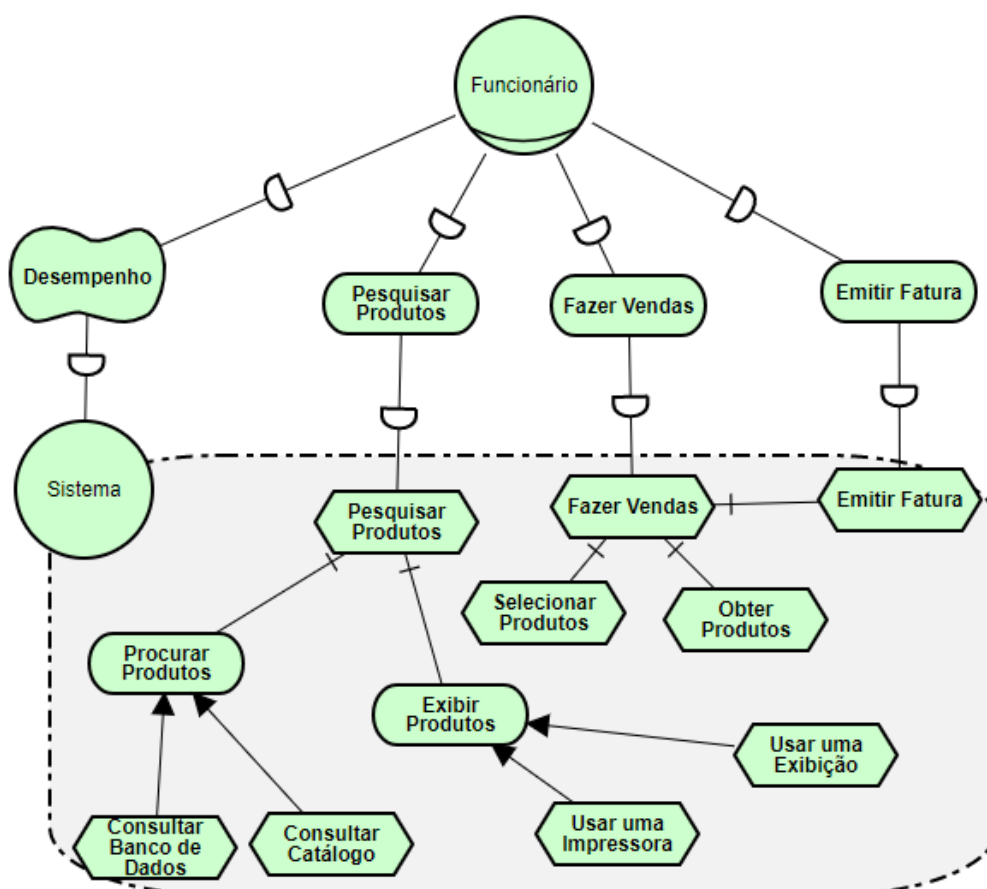 Funcionário
Desempenho
Pesquisar
Produtos
Fazer Vendas
Emitir Fatura
Sistema
Pesquisar
Produtos
Fazer Vendas
Emitir Fatura
Selecionar
Produtos
Obter
Produtos
Procurar
Produtos
Exibir
Produtos
Usar uma
Exibição
Consultar
Banco de
Dados
Consultar
Catálogo
Usar uma
Impressora